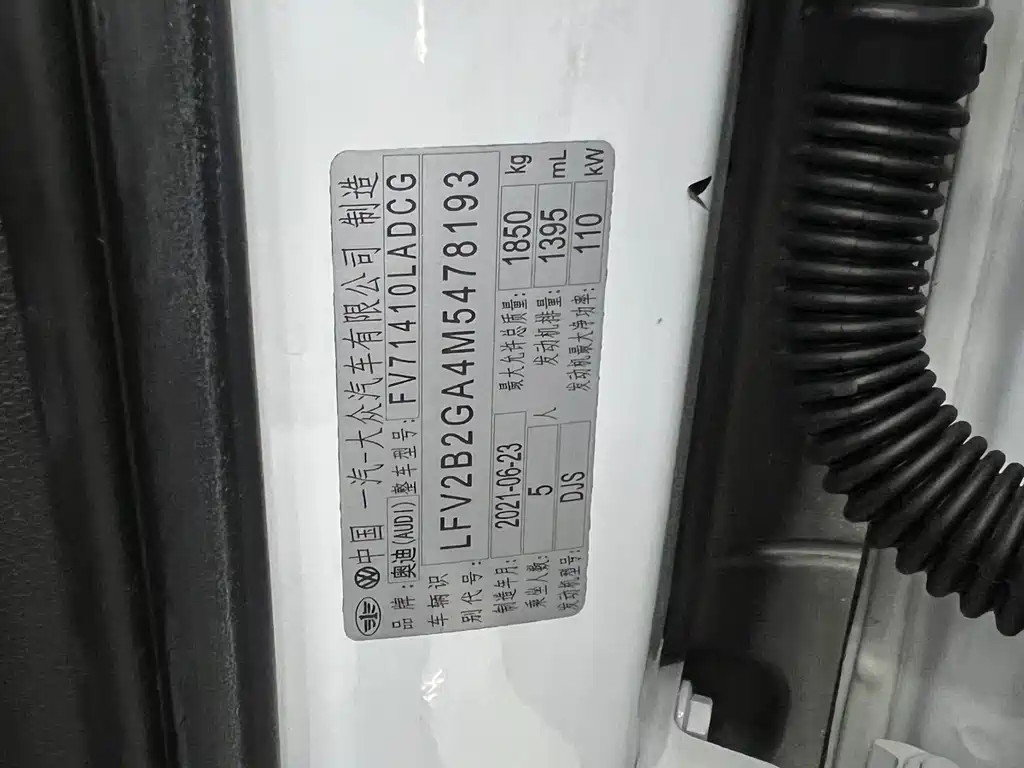 中国 一汽-大众汽车有限公司 制造
品牌: 奥迪(AUDI) 整车型号: FV71410LADCG
车辆识别代号: LFV2B2GA4M5478193
制造年月: 2021-06-23 最大允许总质量: 1850 kg
乘坐人数: 5 人 发动机排量: 1395 mL
发动机型号: DJS 发动机最大净功率: 110 kW